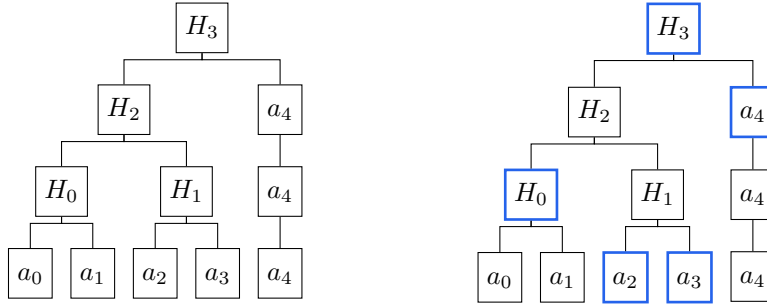 H₃ H₃
H₂ a₄ H₂ a₄
H₀ H₁ a₄ H₀ H₁ a₄
a₀ a₁ a₂ a₃ a₄ a₀ a₁ a₂ a₃ a₄